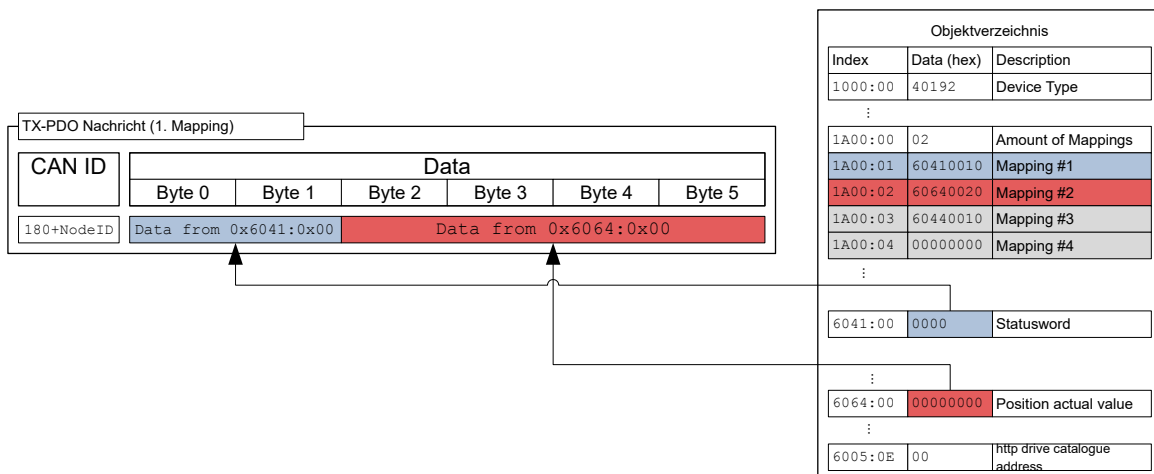 TX-PDO Nachricht (1. Mapping)
CAN ID
Data
Byte 0 Byte 1 Byte 2 Byte 3 Byte 4 Byte 5
180+NodeID Data from 0x6041:0x00 Data from 0x6064:0x00
Objektverzeichnis
Index Data (hex) Description
1000:00 40192 Device Type
⋮
1A00:00 02 Amount of Mappings
1A00:01 60410010 Mapping #1
1A00:02 60640020 Mapping #2
1A00:03 60440010 Mapping #3
1A00:04 00000000 Mapping #4
⋮
6041:00 0000 Statusword
⋮
6064:00 00000000 Position actual value
⋮
6005:0E 00 http drive catalogue
address